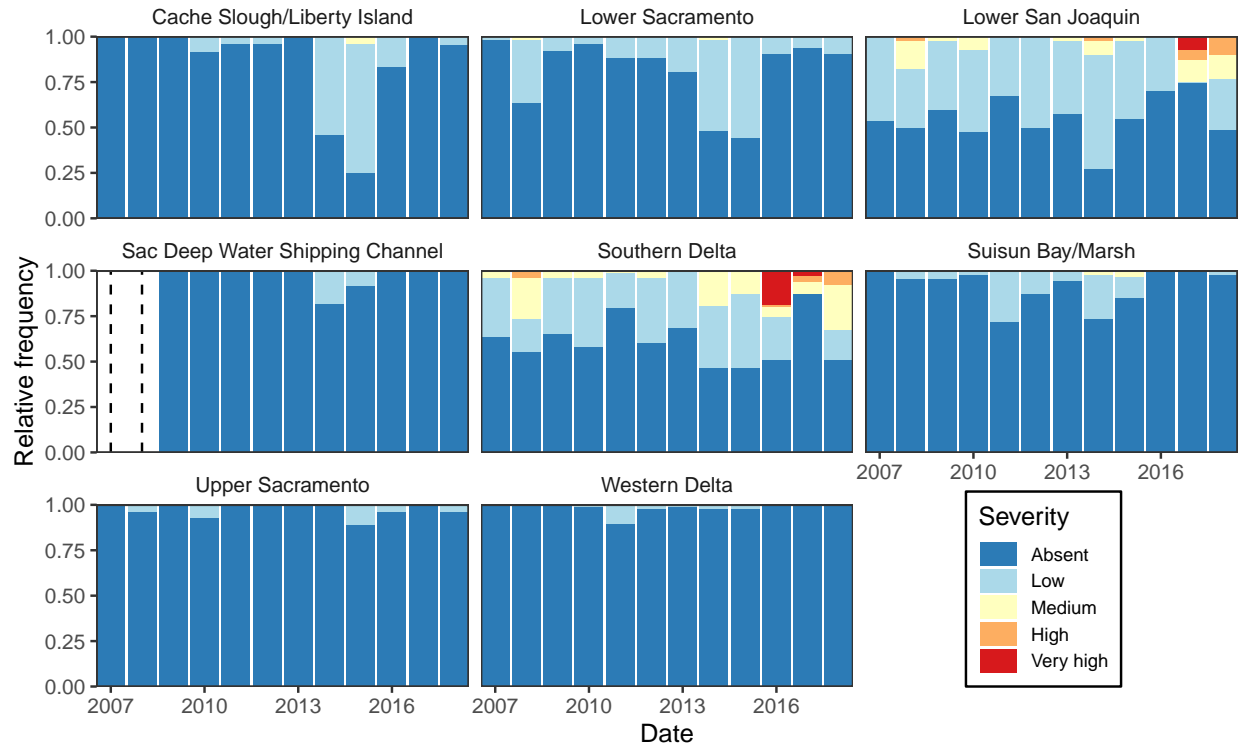 Cache Slough/Liberty Island
Lower Sacramento
Lower San Joaquin
1.00
0.75
0.50
0.25
0.00
Sac Deep Water Shipping Channel
Southern Delta
Suisun Bay/Marsh
Relative frequency
1.00
0.75
0.50
0.25
0.00
2007
2010
2013
2016
Upper Sacramento
Western Delta
1.00
0.75
0.50
0.25
0.00
2007
2010
2013
2016
2007
2010
2013
2016
Date
Severity
Absent
Low
Medium
High
Very high